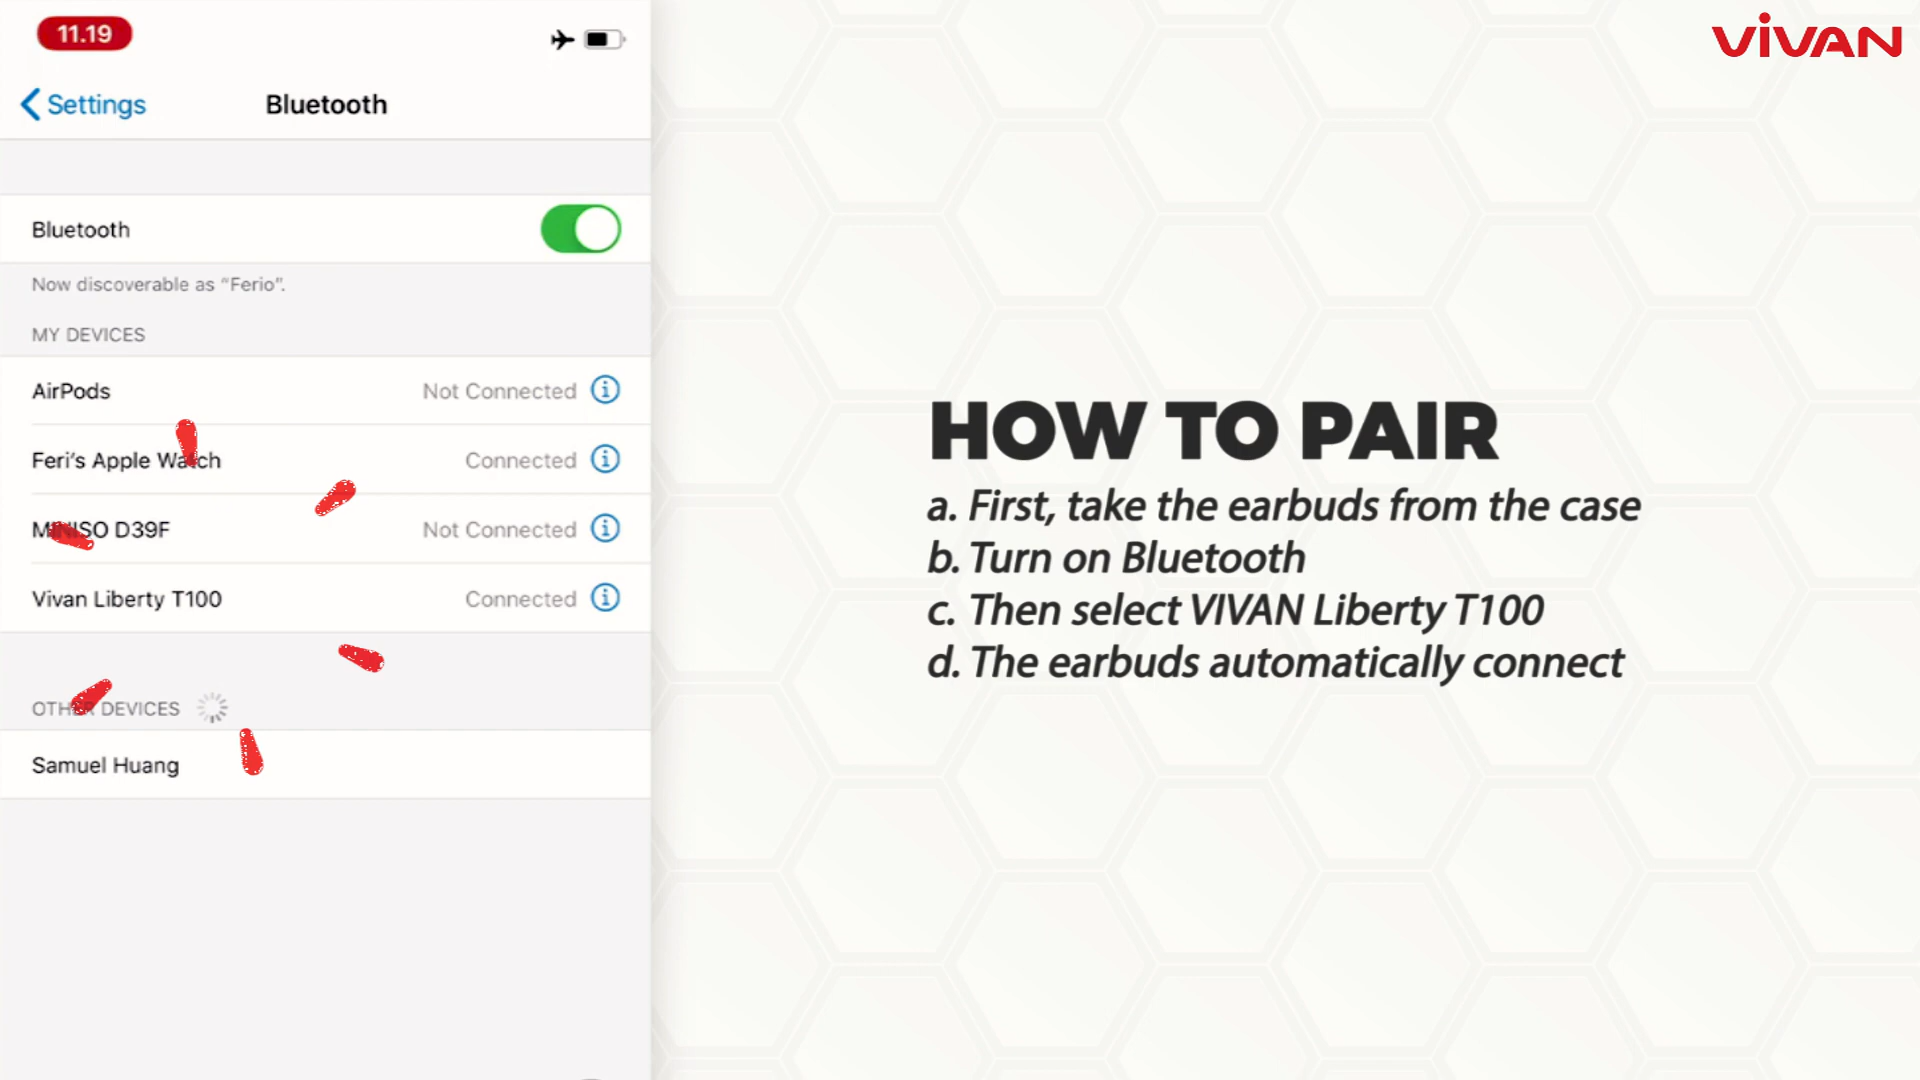 11.19
ViVAN
Settings
Bluetooth
Bluetooth
Now discoverable as “Ferio”.
MY DEVICES
AirPods Not Connected
Feri’s Apple Watch Connected
MINISO D39F Not Connected
Vivan Liberty T100 Connected
OTHER DEVICES
Samuel Huang
HOW TO PAIR
a. First, take the earbuds from the case
b. Turn on Bluetooth
c. Then select VIVAN Liberty T100
d. The earbuds automatically connect